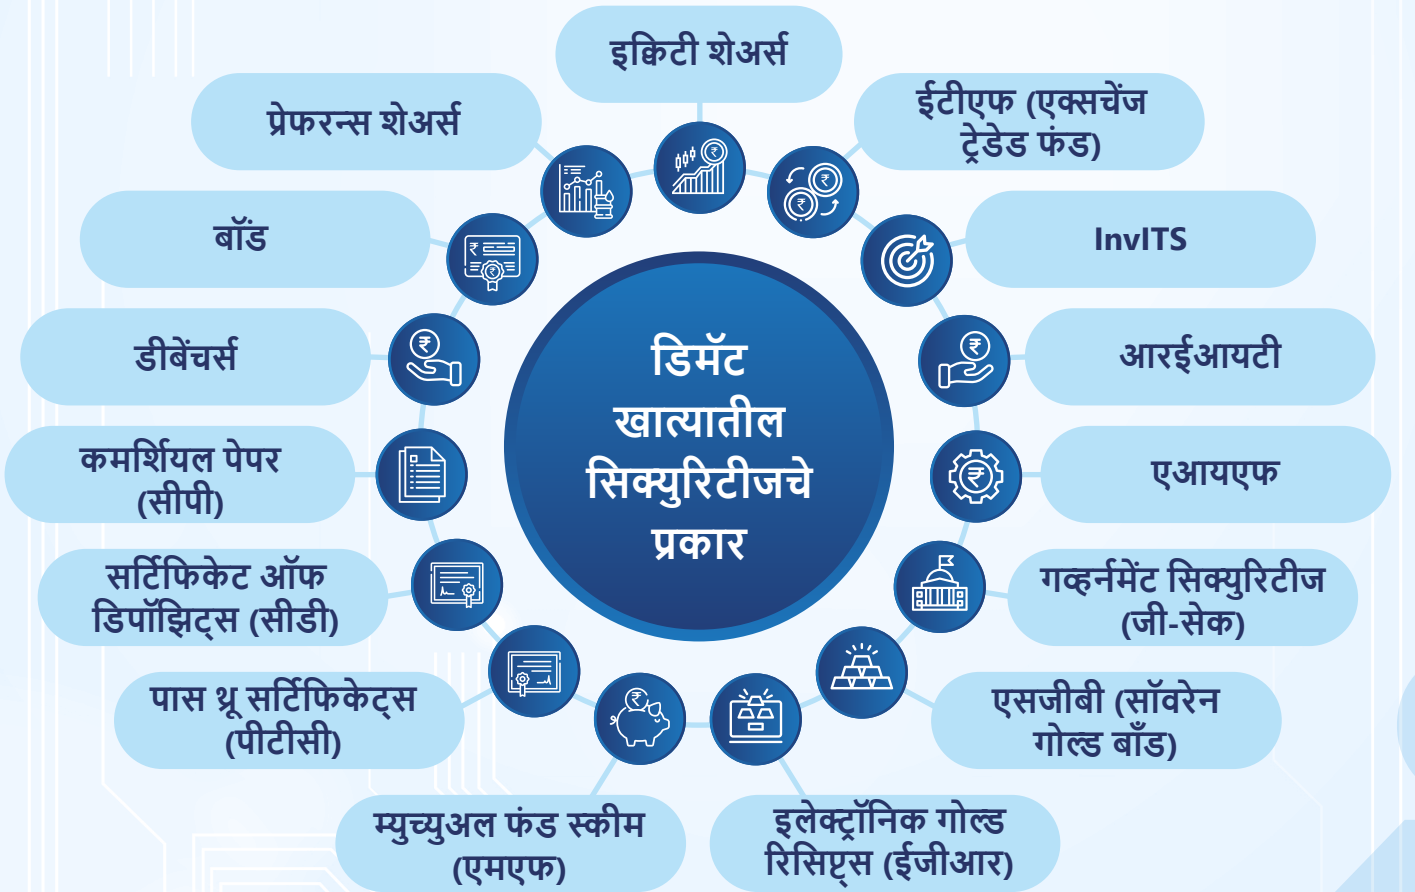 इक्विटी शेअर्स
प्रेफरन्स शेअर्स
ईटीएफ (एक्सचेंज
ट्रेडेड फंड)
बॉंड
InvITS
डिमॅट
खात्यातील
सिक्युरिटीजचे
प्रकार
डीबेंचर्स
आरईआयटी
कमर्शियल पेपर
(सीपी)
एआयएफ
सर्टिफिकेट ऑफ
डिपॉझिट्स (सीडी)
गव्हर्नमेंट सिक्युरिटीज
(जी-सेक)
पास थ्रू सर्टिफिकेट्स
(पीटीसी)
एसजीबी (सॉवरेन
गोल्ड बाँड)
म्युच्युअल फंड स्कीम
(एमएफ)
इलेक्ट्रॉनिक गोल्ड
रिसिप्ट्स (ईजीआर)